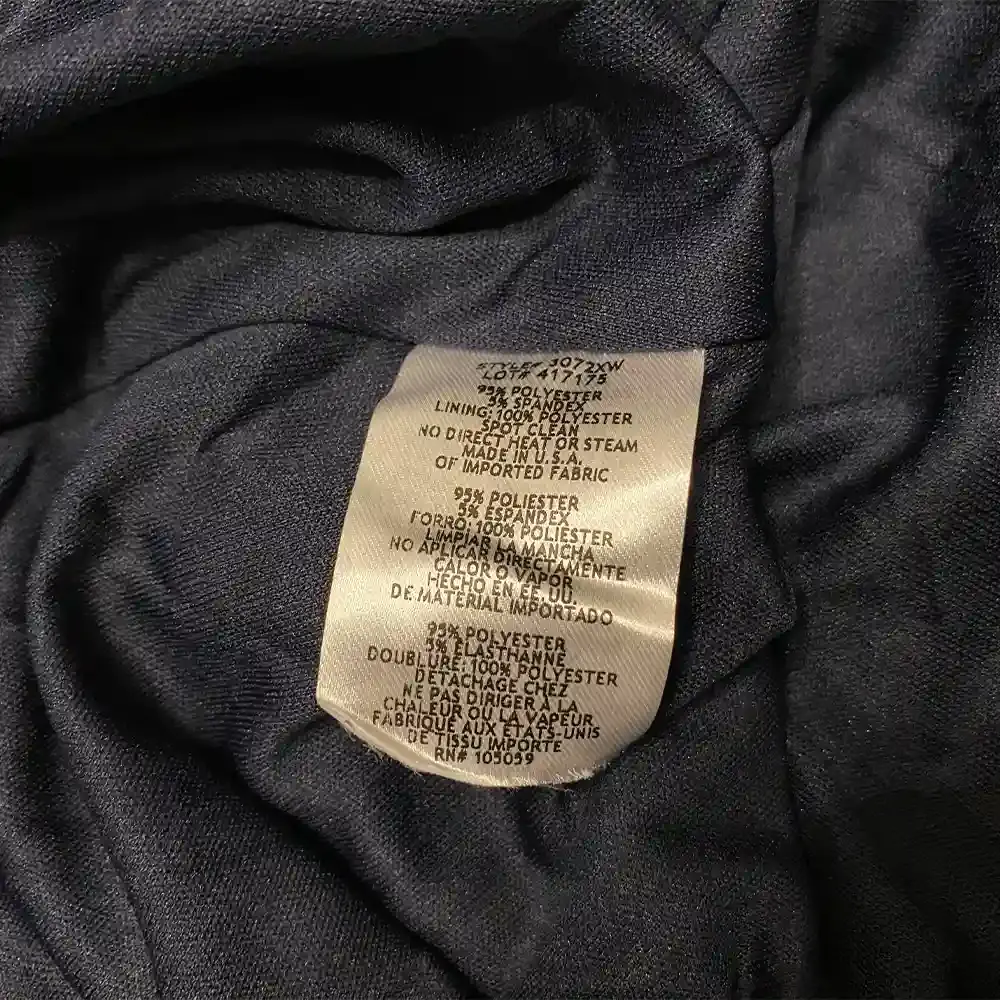 STYLE# 3072XW
LOT# 417175
95% POLYESTER
5% SPANDEX
LINING: 100% POLYESTER
SPOT CLEAN
NO DIRECT HEAT OR STEAM
MADE IN U.S.A.
OF IMPORTED FABRIC
95% POLIESTER
5% ESPANDEX
FORRO: 100% POLIESTER
LIMPIAR LA MANCHA
NO APLICAR DIRECTAMENTE
CALOR O VAPOR
HECHO EN EE. UU.
DE MATERIAL IMPORTADO
95% POLYESTER
5% ELASTHANNE
DOUBLURE: 100% POLYESTER
DETACHAGE CHEZ
NE PAS DIRIGER À LA
CHALEUR OU LA VAPEUR
FABRIQUÉ AUX ÉTATS-UNIS
DE TISSU IMPORTE
RN# 105059